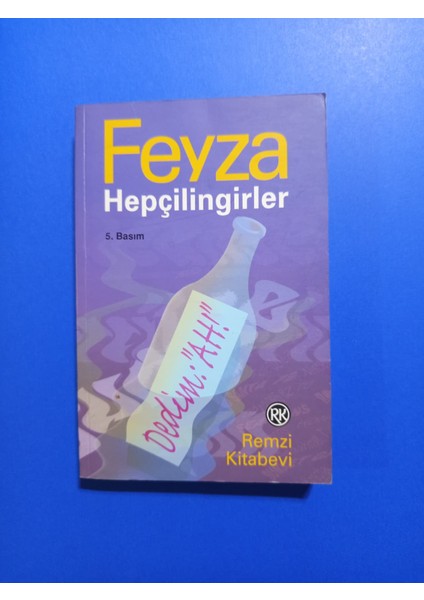 Feyza
Hepçilingirler
5. Basım
Dedim: "AH!"
RK
Remzi
Kitabevi